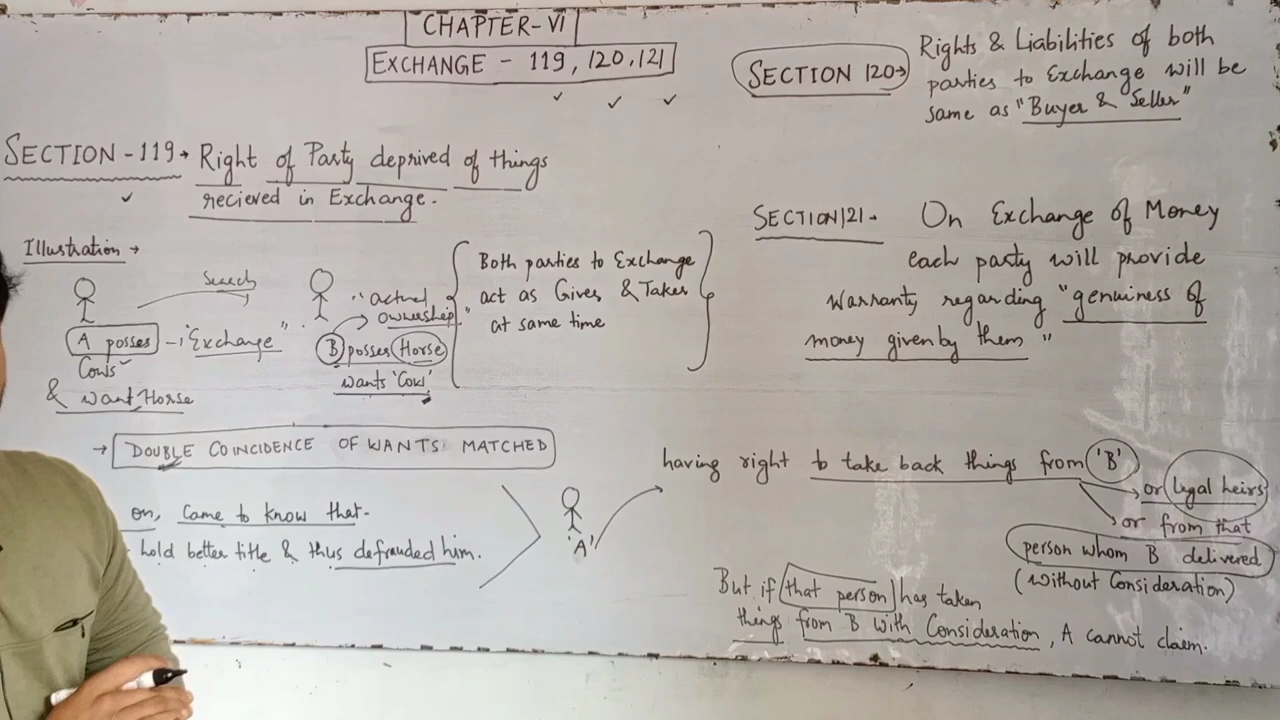 CHAPTER-VI
EXCHANGE - 119, 120, 121
SECTION - 119 → Right of Party deprived of things
recieved in Exchange.
Illustration →
Search
A posses
Cows
& want Horse
- "Exchange"
"actual
ownership"
B posses Horse
wants 'Cow'
Both parties to Exchange
act as Gives & Taker
at same time
→ DOUBLE COINCIDENCE OF WANTS MATCHED
on, Came to know that-
hold better title & thus defrauded him.
'A'
SECTION 120→ Rights & Liabilities of both
parties to Exchange will be
same as "Buyer & Seller"
SECTION 121- On Exchange of Money
each party will provide
warranty regarding "genuiness of
money given by them"
having right to take back things from 'B'
or legal heirs
or from that
person whom B delivered
(without Consideration)
But if that person has taken
things from B with Consideration, A cannot claim.